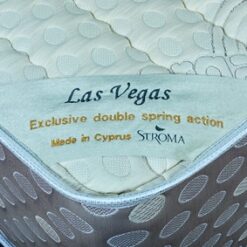 Las Vegas
Exclusive double spring action
Made in Cyprus STROMA